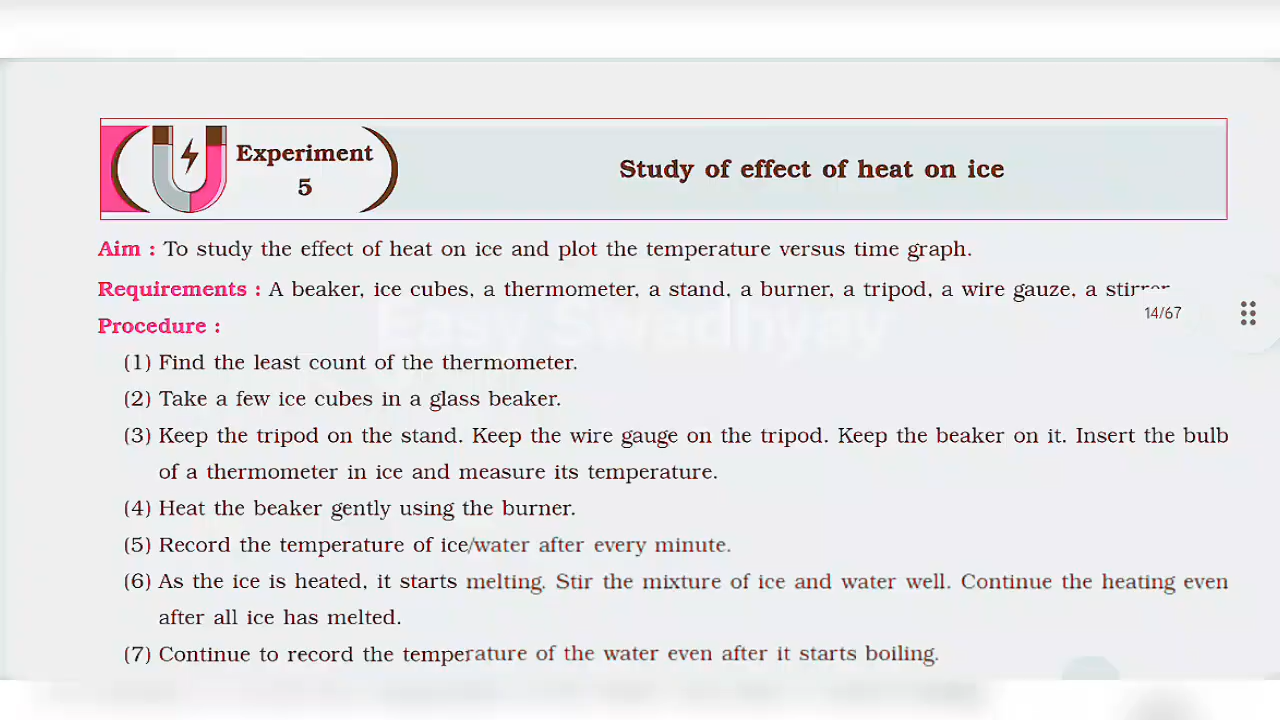 Experiment
5
Study of effect of heat on ice
Aim : To study the effect of heat on ice and plot the temperature versus time graph.
Requirements : A beaker, ice cubes, a thermometer, a stand, a burner, a tripod, a wire gauze, a stirrer
14/67
Procedure :
Easy Swadhyay
(1) Find the least count of the thermometer.
(2) Take a few ice cubes in a glass beaker.
(3) Keep the tripod on the stand. Keep the wire gauge on the tripod. Keep the beaker on it. Insert the bulb
of a thermometer in ice and measure its temperature.
(4) Heat the beaker gently using the burner.
(5) Record the temperature of ice/water after every minute.
(6) As the ice is heated, it starts melting. Stir the mixture of ice and water well. Continue the heating even
after all ice has melted.
(7) Continue to record the temperature of the water even after it starts boiling.